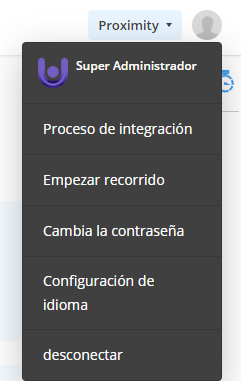 Proximity
Super Administrador
Proceso de integración
Empezar recorrido
Cambia la contraseña
Configuración de
idioma
desconectar